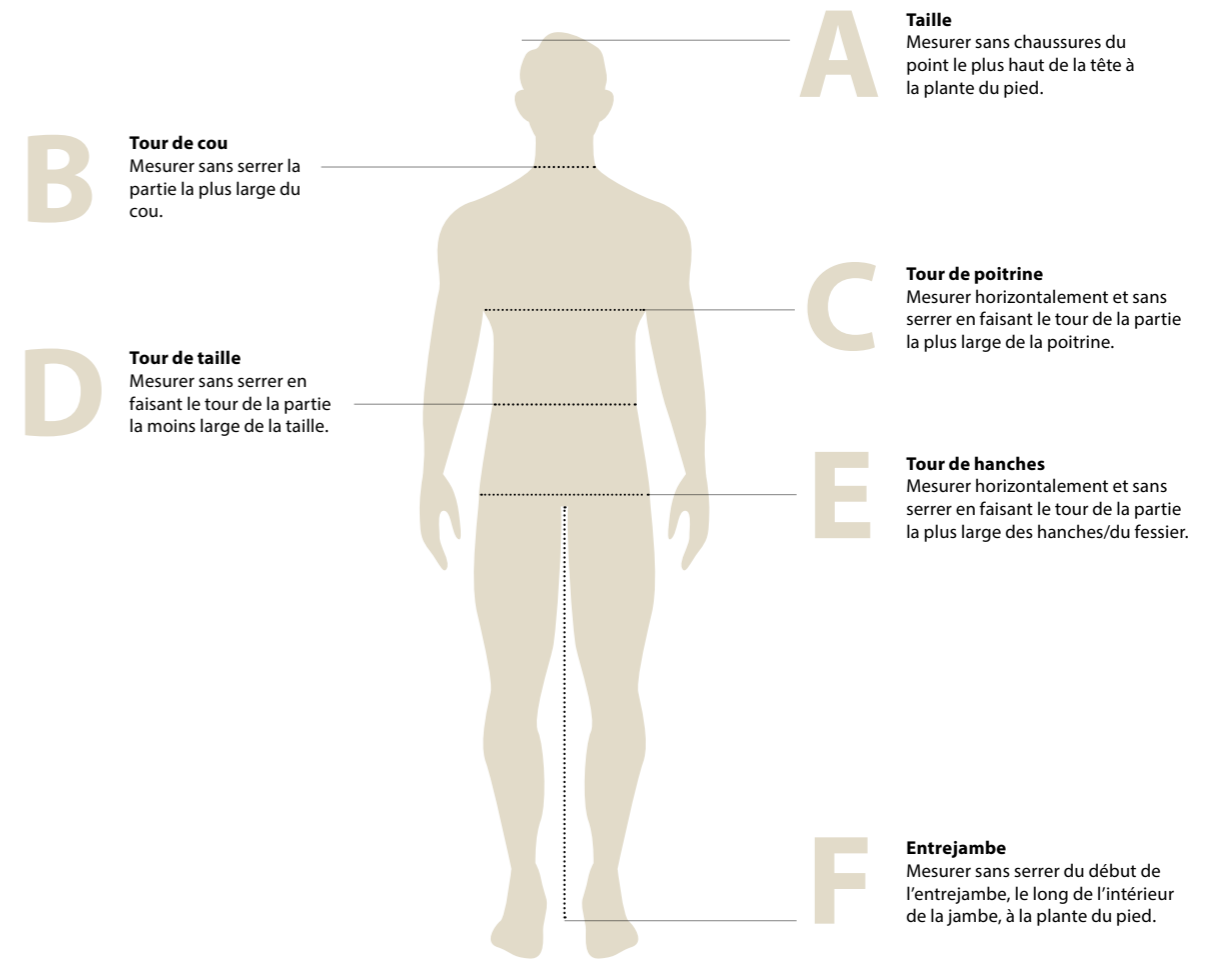 A
Taille
Mesurer sans chaussures du
point le plus haut de la tête à
la plante du pied.
B
Tour de cou
Mesurer sans serrer la
partie la plus large du
cou.
C
Tour de poitrine
Mesurer horizontalement et sans
serrer en faisant le tour de la partie
la plus large de la poitrine.
D
Tour de taille
Mesurer sans serrer en
faisant le tour de la partie
la moins large de la taille.
E
Tour de hanches
Mesurer horizontalement et sans
serrer en faisant le tour de la partie
la plus large des hanches/du fessier.
F
Entrejambe
Mesurer sans serrer du début de
l’entrejambe, le long de l’intérieur
de la jambe, à la plante du pied.